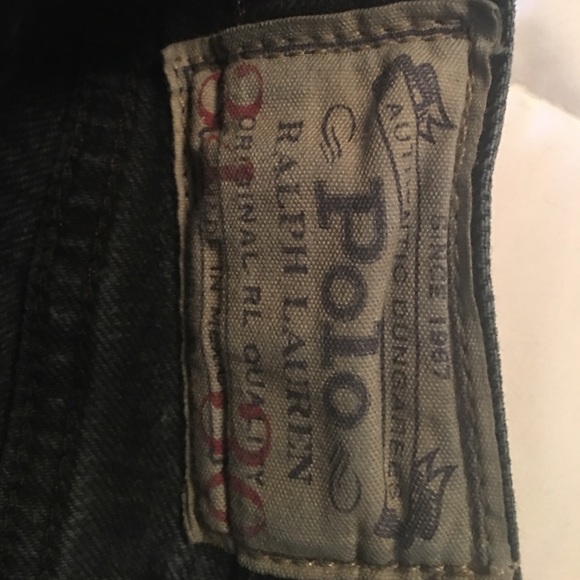 AUTHENTIC DUNGAREES
SINCE 1967
Polo
RALPH LAUREN
ORIGINAL RL QUALITY